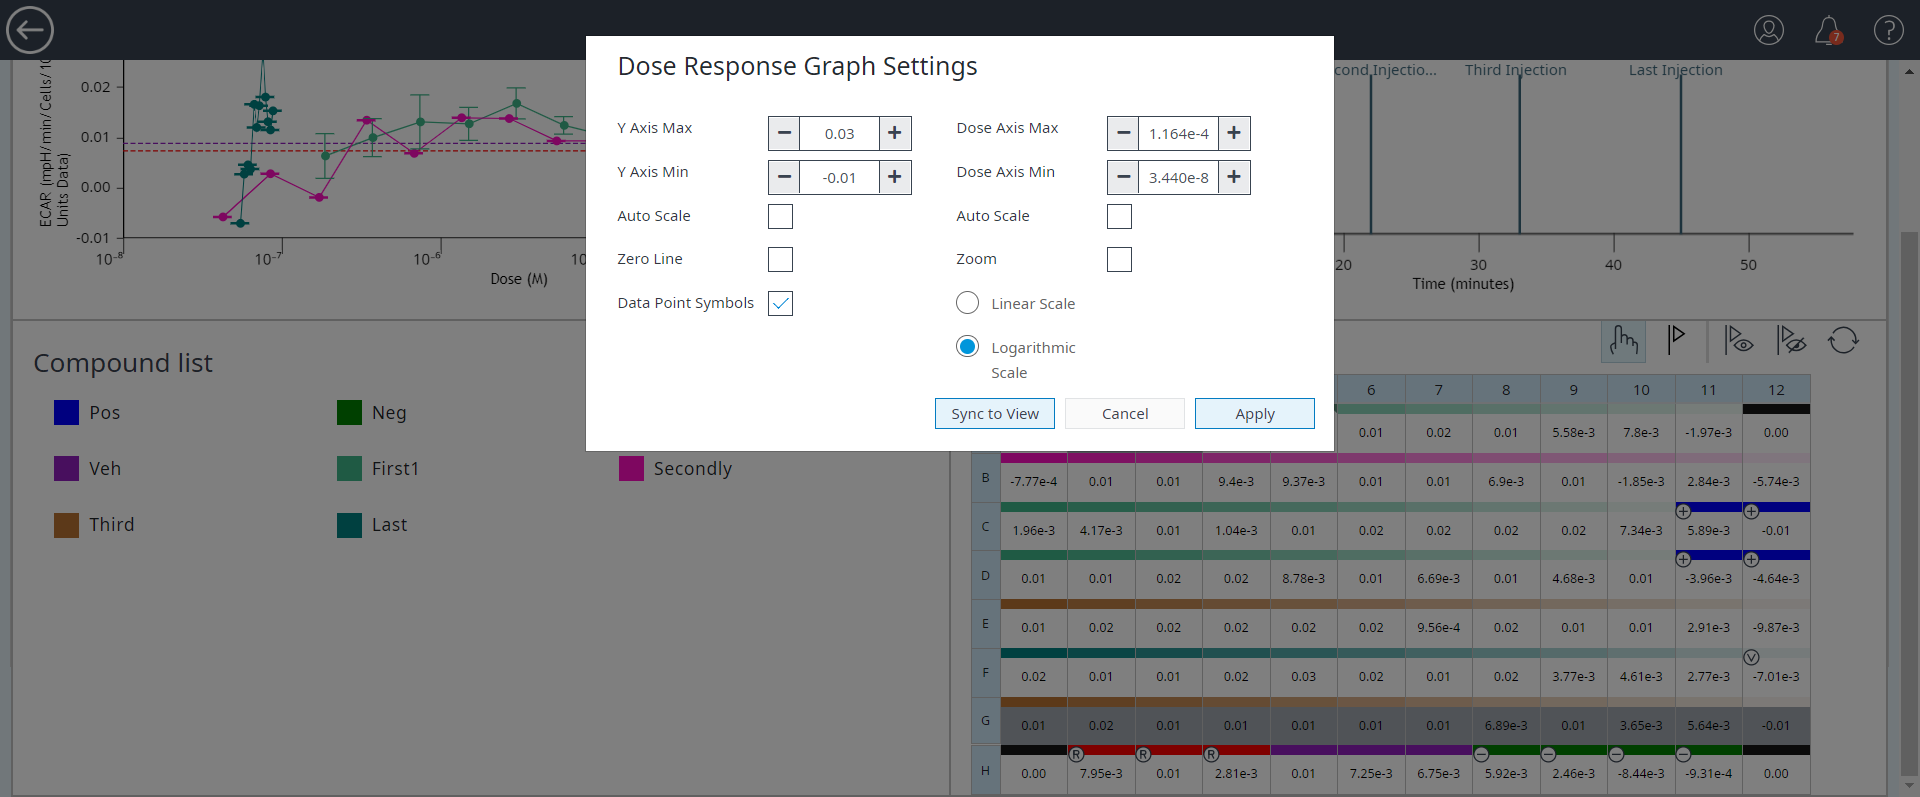 7
Dose Response Graph Settings
Y Axis Max
0.03
Dose Axis Max
1.164e-4
Y Axis Min
-0.01
Dose Axis Min
3.440e-8
Auto Scale
Auto Scale
Zero Line
Zoom
Data Point Symbols
Linear Scale
Logarithmic
Scale
Sync to View
Cancel
Apply
ECAR (mpH/min/Cells/10
Units Data)
0.02
0.01
0.00
-0.01
10⁻⁸
10⁻⁷
10⁻⁶
10
Dose (M)
cond Injectio...
Third Injection
Last Injection
20
30
40
50
Time (minutes)
Compound list
Pos
Neg
Veh
First1
Secondly
Third
Last
6 7 8 9 10 11 12
0.01 0.02 0.01 5.58e-3 7.8e-3 -1.97e-3 0.00
B -7.77e-4 0.01 0.01 9.4e-3 9.37e-3 0.01 0.01 6.9e-3 0.01 -1.85e-3 2.84e-3 -5.74e-3
C 1.96e-3 4.17e-3 0.01 1.04e-3 0.01 0.02 0.02 0.02 0.02 7.34e-3 5.89e-3 -0.01
D 0.01 0.01 0.02 0.02 8.78e-3 0.01 6.69e-3 0.01 4.68e-3 0.01 -3.96e-3 -4.64e-3
E 0.01 0.02 0.02 0.02 0.02 0.02 9.56e-4 0.02 0.01 0.01 2.91e-3 -9.87e-3
V
F 0.02 0.01 0.01 0.02 0.03 0.02 0.01 0.02 3.77e-3 4.61e-3 2.77e-3 -7.01e-3
G 0.01 0.02 0.01 0.01 0.01 0.01 0.01 6.89e-3 0.01 3.65e-3 5.64e-3 -0.01
R R R
H 0.00 7.95e-3 0.01 2.81e-3 0.01 7.25e-3 6.75e-3 5.92e-3 2.46e-3 -8.44e-3 -9.31e-4 0.00